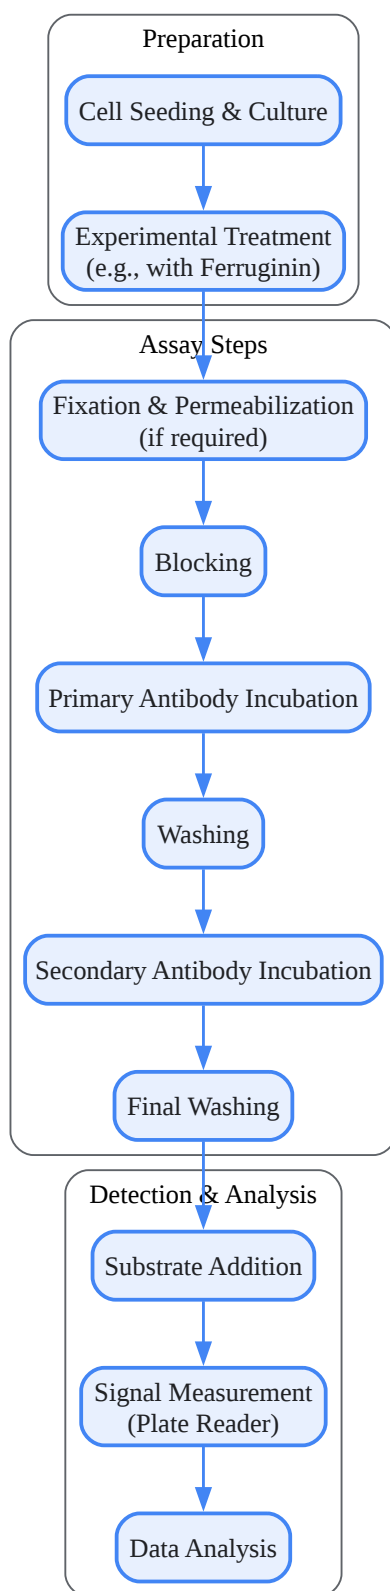 Preparation
Cell Seeding & Culture
Experimental Treatment
(e.g., with Ferruginin)
Assay Steps
Fixation & Permeabilization
(if required)
Blocking
Primary Antibody Incubation
Washing
Secondary Antibody Incubation
Final Washing
Detection & Analysis
Substrate Addition
Signal Measurement
(Plate Reader)
Data Analysis